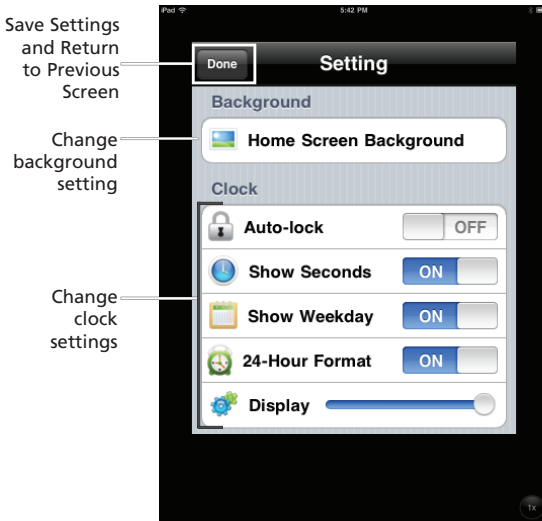 iPad
5:42 PM
Save Settings
and Return
to Previous
Screen
Done
Setting
Background
Change
background
setting
Home Screen Background
Clock
Auto-lock
OFF
Show Seconds
ON
Change
clock
settings
Show Weekday
ON
24-Hour Format
ON
Display
1x